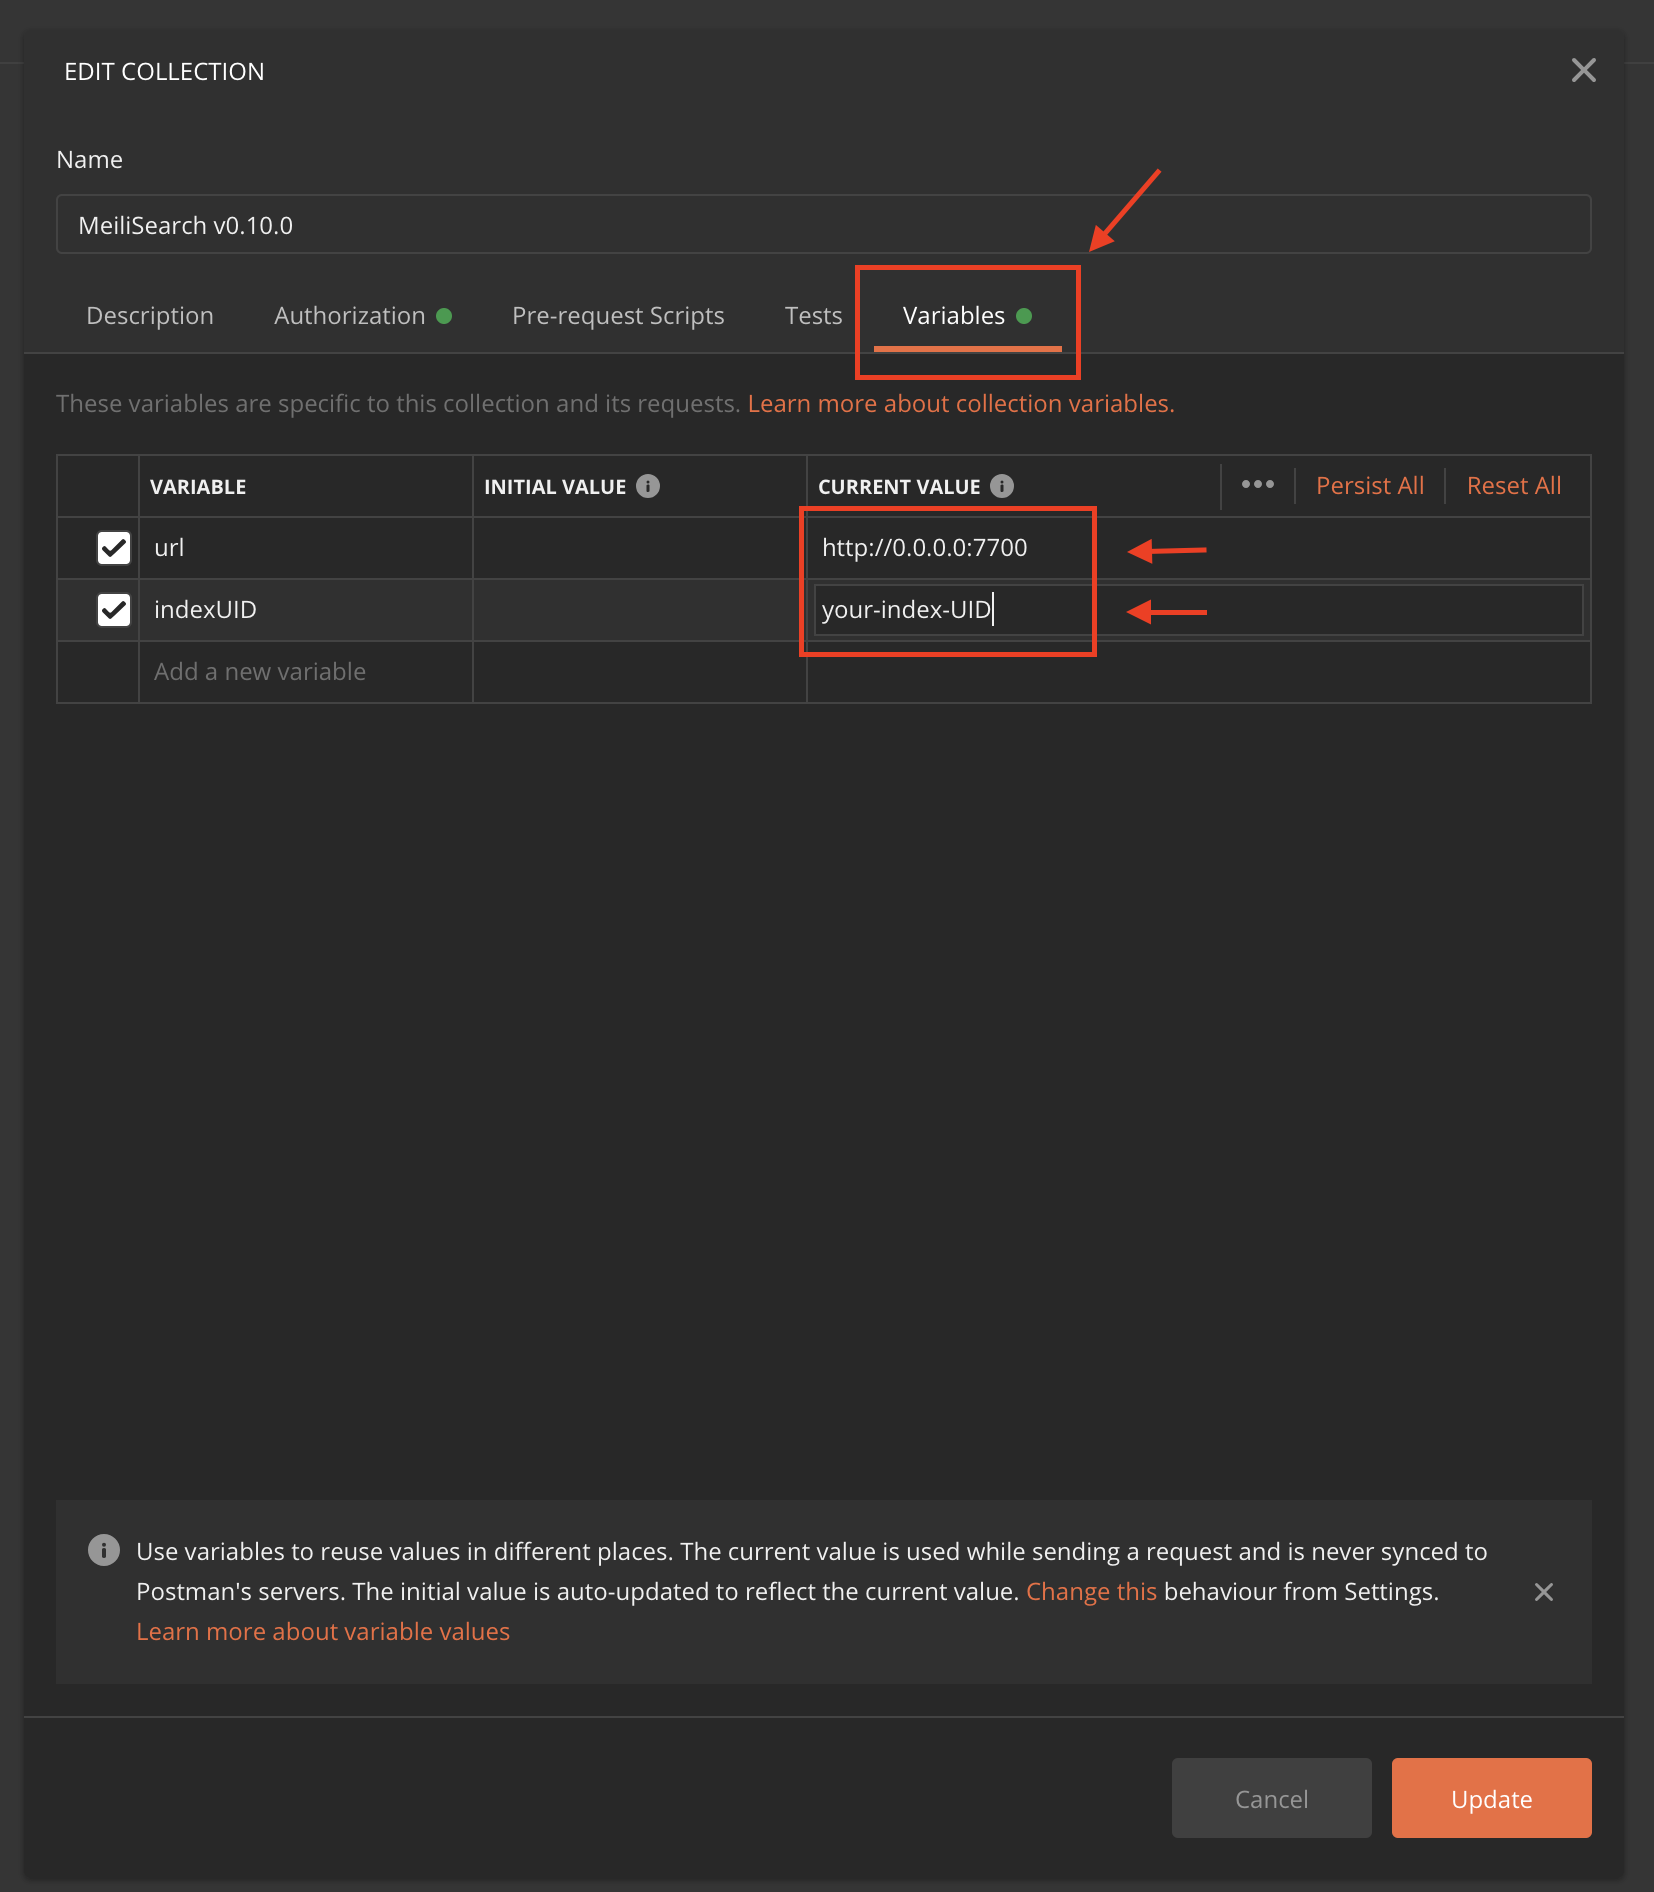 EDIT COLLECTION
Name
MeiliSearch v0.10.0
Description Authorization Pre-request Scripts Tests Variables
These variables are specific to this collection and its requests. Learn more about collection variables.
VARIABLE INITIAL VALUE CURRENT VALUE Persist All Reset All
url http://0.0.0.0:7700
indexUID your-index-UID
Add a new variable
Use variables to reuse values in different places. The current value is used while sending a request and is never synced to
Postman's servers. The initial value is auto-updated to reflect the current value. Change this behaviour from Settings.
Learn more about variable values
Cancel Update